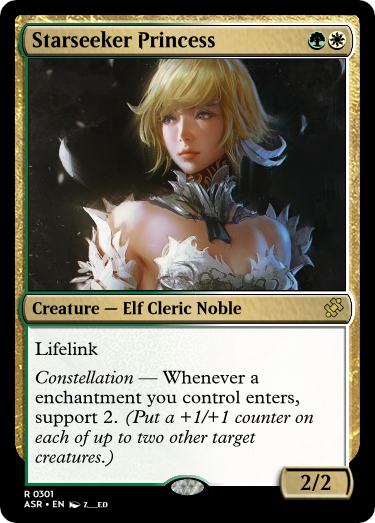 Starseeker Princess
Creature — Elf Cleric Noble
Lifelink
Constellation — Whenever a
enchantment you control enters,
support 2. (Put a +1/+1 counter on
each of up to two other target
creatures.)
2/2
R 0301
ASR • EN Z__ED